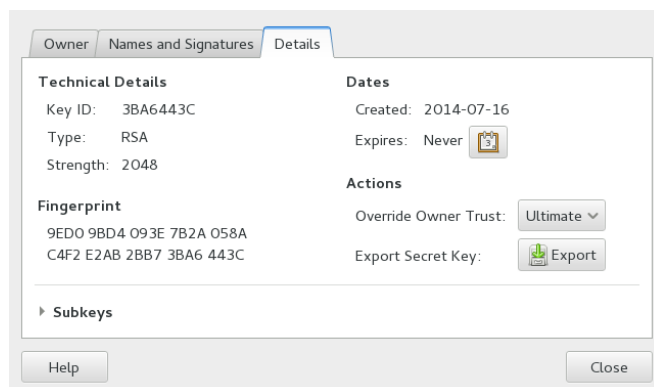 Owner Names and Signatures Details
Technical Details
Key ID: 3BA6443C
Type: RSA
Strength: 2048
Fingerprint
9ED0 9BD4 093E 7B2A 058A
C4F2 E2AB 2BB7 3BA6 443C
Dates
Created: 2014-07-16
Expires: Never 3
Actions
Override Owner Trust: Ultimate
Export Secret Key: Export
Subkeys
Help Close